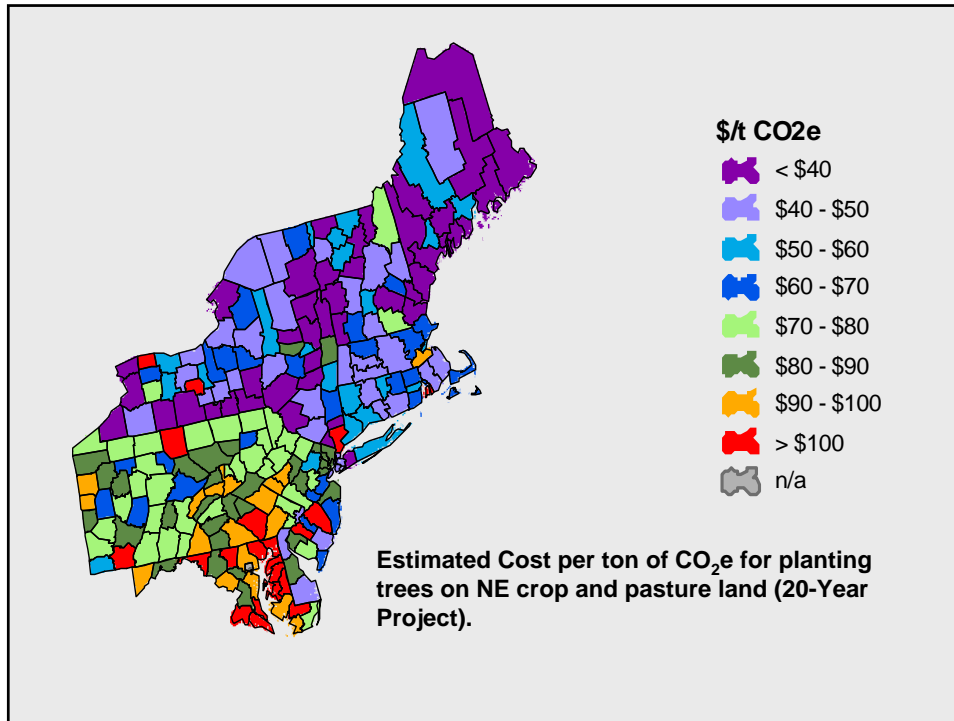 $/t CO2e
< $40
$40 - $50
$50 - $60
$60 - $70
$70 - $80
$80 - $90
$90 - $100
> $100
n/a
Estimated Cost per ton of CO₂e for planting
trees on NE crop and pasture land (20-Year
Project).